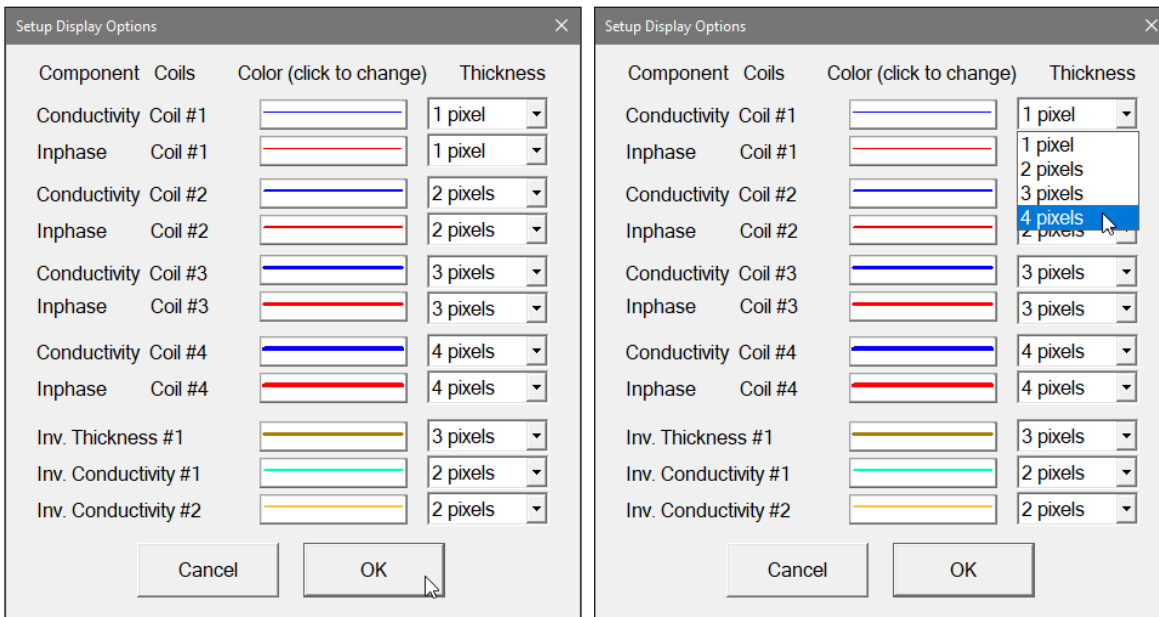 Setup Display Options
Component Coils Color (click to change) Thickness
Conductivity Coil #1 1 pixel
Inphase Coil #1 1 pixel
Conductivity Coil #2 2 pixels
Inphase Coil #2 2 pixels
Conductivity Coil #3 3 pixels
Inphase Coil #3 3 pixels
Conductivity Coil #4 4 pixels
Inphase Coil #4 4 pixels
Inv. Thickness #1 3 pixels
Inv. Conductivity #1 2 pixels
Inv. Conductivity #2 2 pixels
Cancel OK
Setup Display Options
Component Coils Color (click to change) Thickness
Conductivity Coil #1 1 pixel
1 pixel
Inphase Coil #1
2 pixels
Conductivity Coil #2 3 pixels
4 pixels
Inphase Coil #2 2 pixels
Conductivity Coil #3 3 pixels
Inphase Coil #3 3 pixels
Conductivity Coil #4 4 pixels
Inphase Coil #4 4 pixels
Inv. Thickness #1 3 pixels
Inv. Conductivity #1 2 pixels
Inv. Conductivity #2 2 pixels
Cancel OK